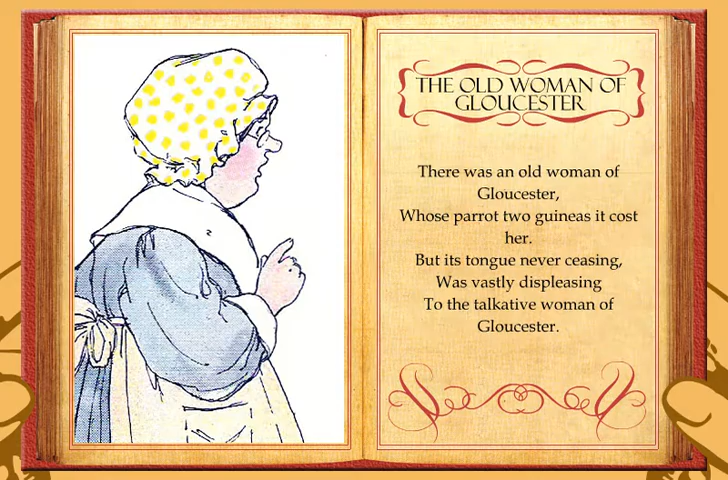 THE OLD WOMAN OF
GLOUCESTER
There was an old woman of
Gloucester,
Whose parrot two guineas it cost
her.
But its tongue never ceasing,
Was vastly displeasing
To the talkative woman of
Gloucester.